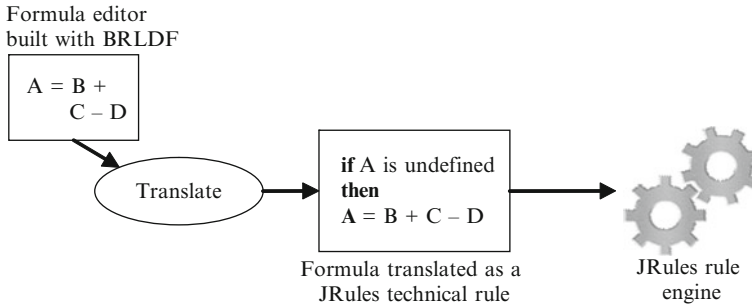 Formula editor
built with BRLDF
A = B +
C – D
Translate
if A is undefined
then
A = B + C – D
Formula translated as a
JRules technical rule
JRules rule
engine